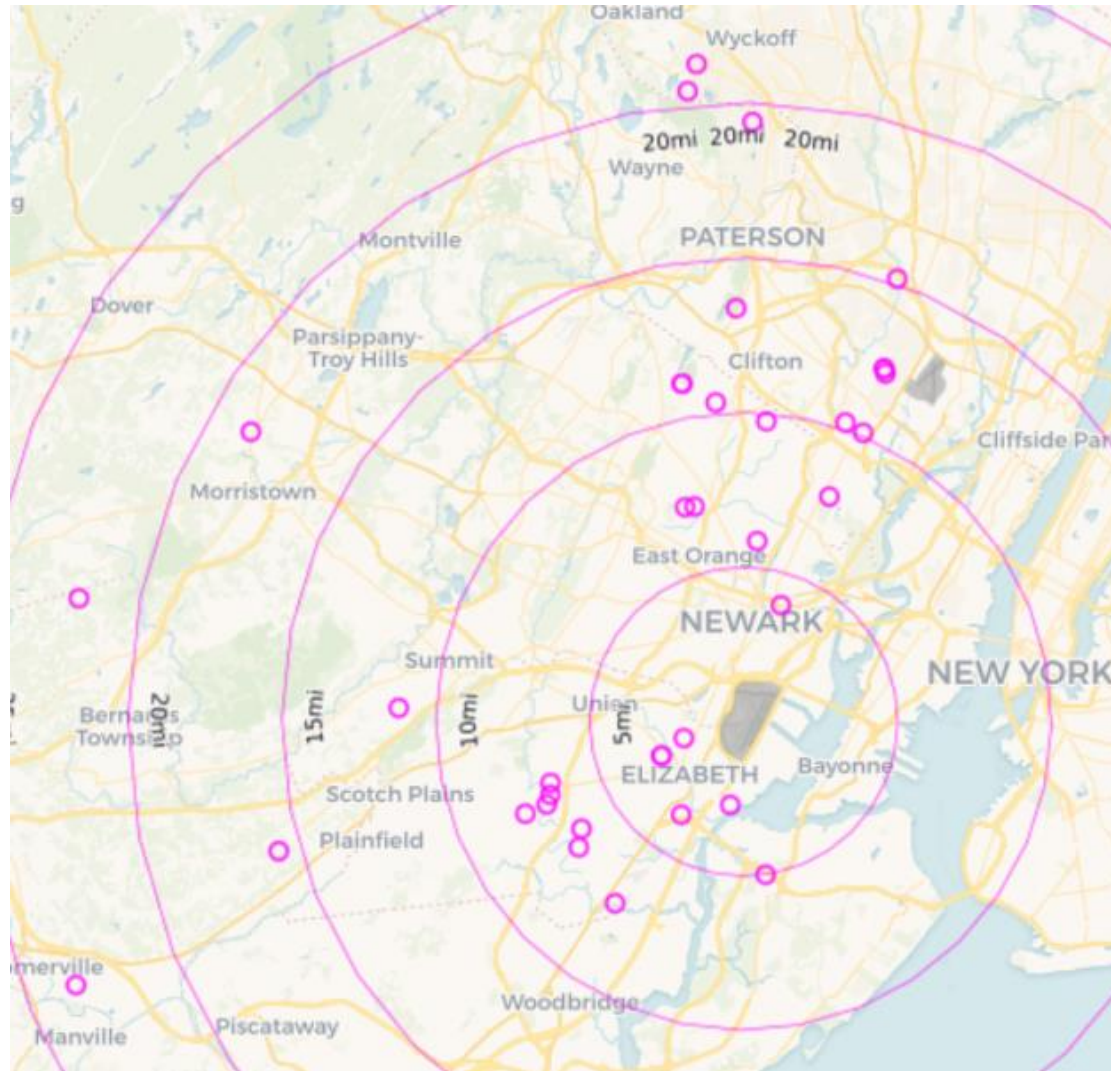 Oakland
Wyckoff
20mi 20mi 20mi
Wayne
g
PATERSON
Montville
Dover
Parsippany-
Troy Hills
Clifton
Cliffside Par
Morristown
East Orange
NEWARK
Summit
NEW YORK
Union
Bernards
Township
20mi
15mi
10mi
5mi
Bayonne
ELIZABETH
Scotch Plains
Plainfield
omerville
Woodbridge
Piscataway
Manville